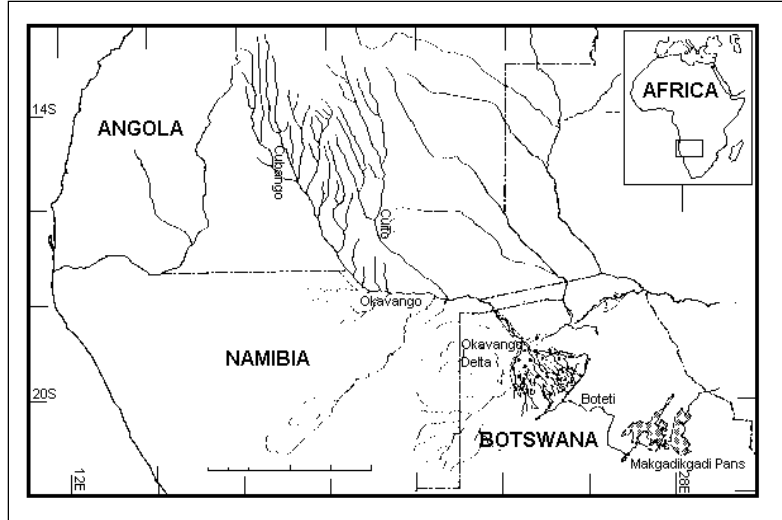 AFRICA
14S
ANGOLA
Cubango
Cuito
Okavango
NAMIBIA
Okavango
Delta
20S
Boteti
BOTSWANA
Makgadikgadi Pans
12E
28E